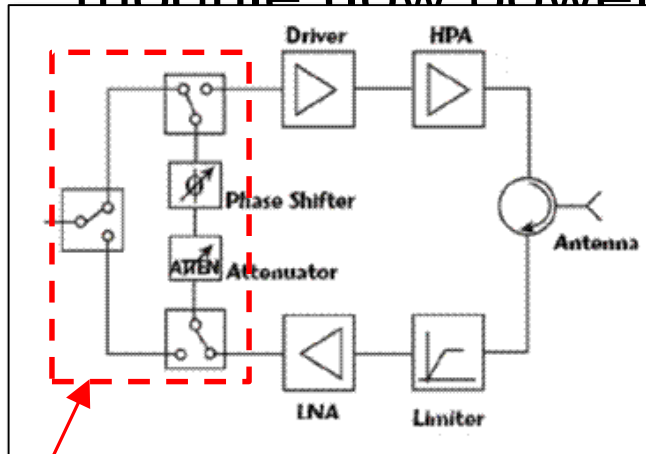 Driver HPA
ϕ
Phase Shifter
Antenna
ATTEN Attenuator
LNA
Limiter